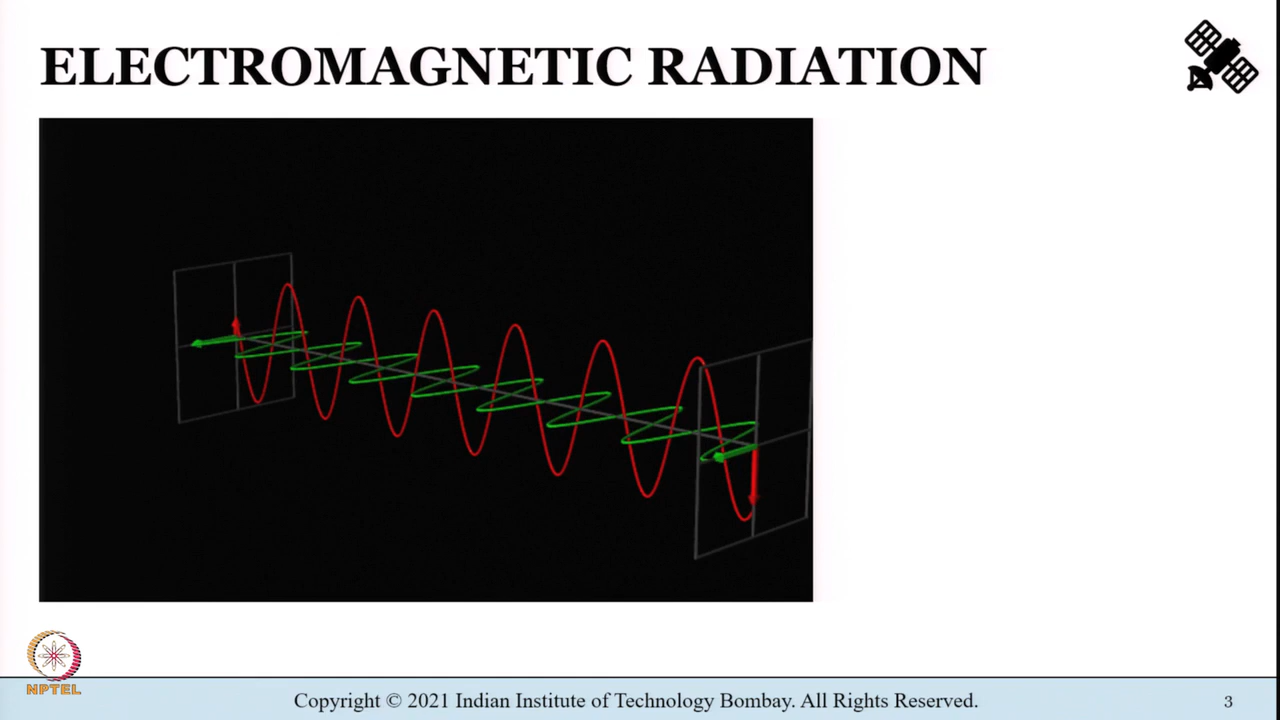 ELECTROMAGNETIC RADIATION
NPTEL
Copyright © 2021 Indian Institute of Technology Bombay. All Rights Reserved.
3